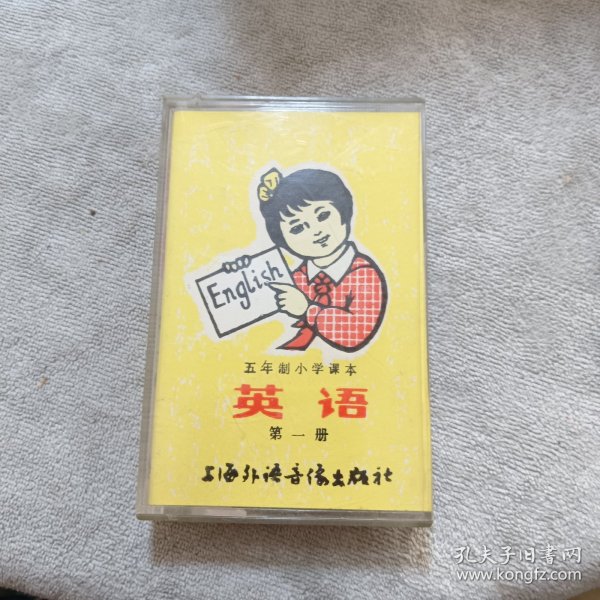 English
五年制小学课本
英语
第一册
上海外语音像出版社
孔夫子旧书网
www.kongfz.com